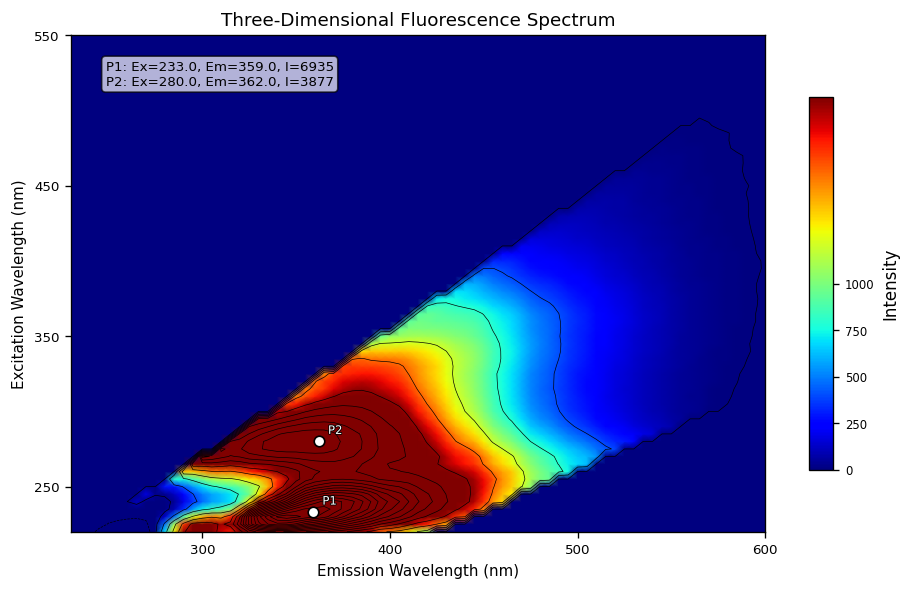 Three-Dimensional Fluorescence Spectrum
550
450
350
250
Excitation Wavelength (nm)
P1: Ex=233.0, Em=359.0, I=6935
P2: Ex=280.0, Em=362.0, I=3877
P2
P1
300
400
500
600
Emission Wavelength (nm)
1000
750
500
250
0
Intensity